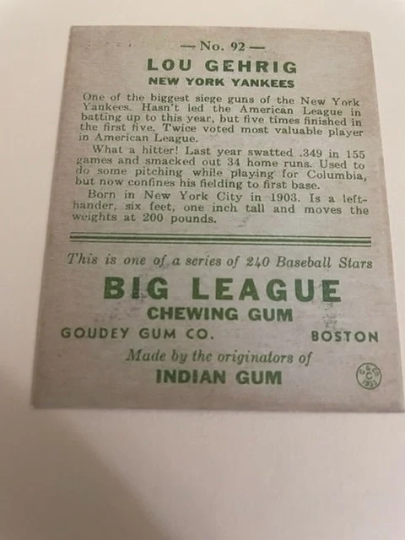 — No. 92 —
LOU GEHRIG
NEW YORK YANKEES
One of the biggest siege guns of the New York
Yankees. Hasn't led the American League in
batting up to this year, but five times finished in
the first five. Twice voted most valuable player
in American League.
What a hitter! Last year swatted .349 in 155
games and smacked out 34 home runs. Used to
do some pitching while playing for Columbia,
but now confines his fielding to first base.
Born in New York City in 1903. Is a left-
hander, six feet, one inch tall and moves the
weights at 200 pounds.
This is one of a series of 240 Baseball Stars
BIG LEAGUE
CHEWING GUM
GOUDEY GUM CO. BOSTON
Made by the originators of
INDIAN GUM